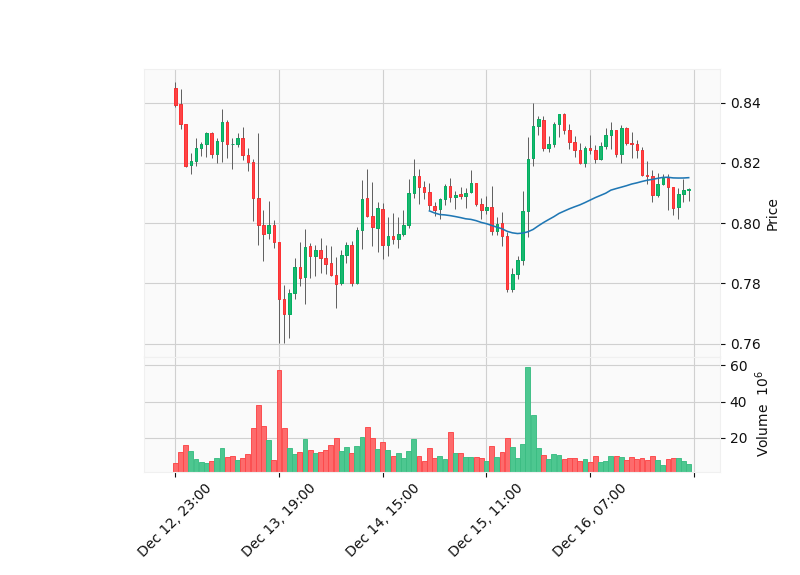 0.84
0.82
0.80
0.78
0.76
Price
60
40
20
Volume 10^6
Dec 12, 23:00
Dec 13, 19:00
Dec 14, 15:00
Dec 15, 11:00
Dec 16, 07:00